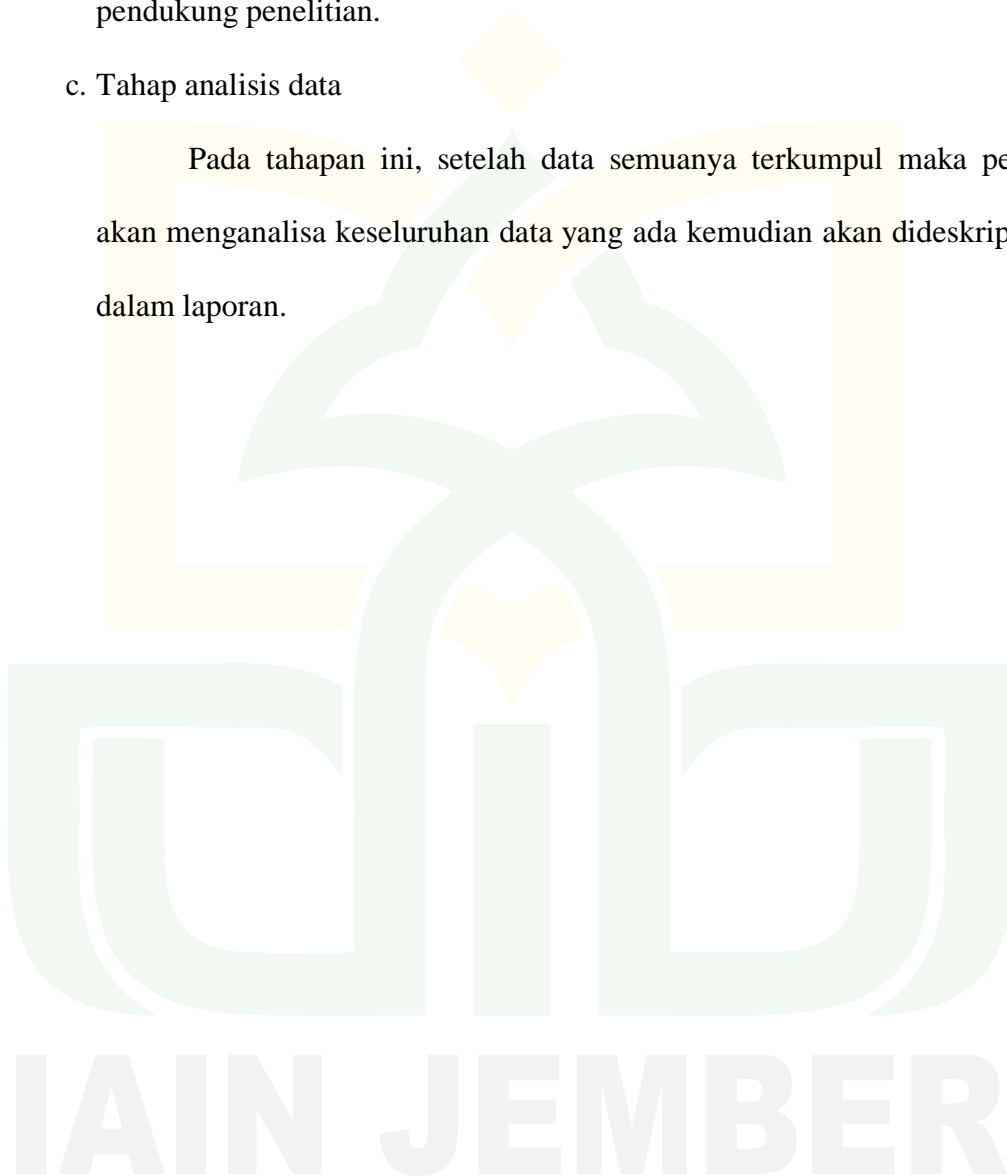 pendukung penelitian.
c. Tahap analisis data
Pada tahapan ini, setelah data semuanya terkumpul maka pe
akan menganalisa keseluruhan data yang ada kemudian akan dideskrip
dalam laporan.
IAIN JEMBER